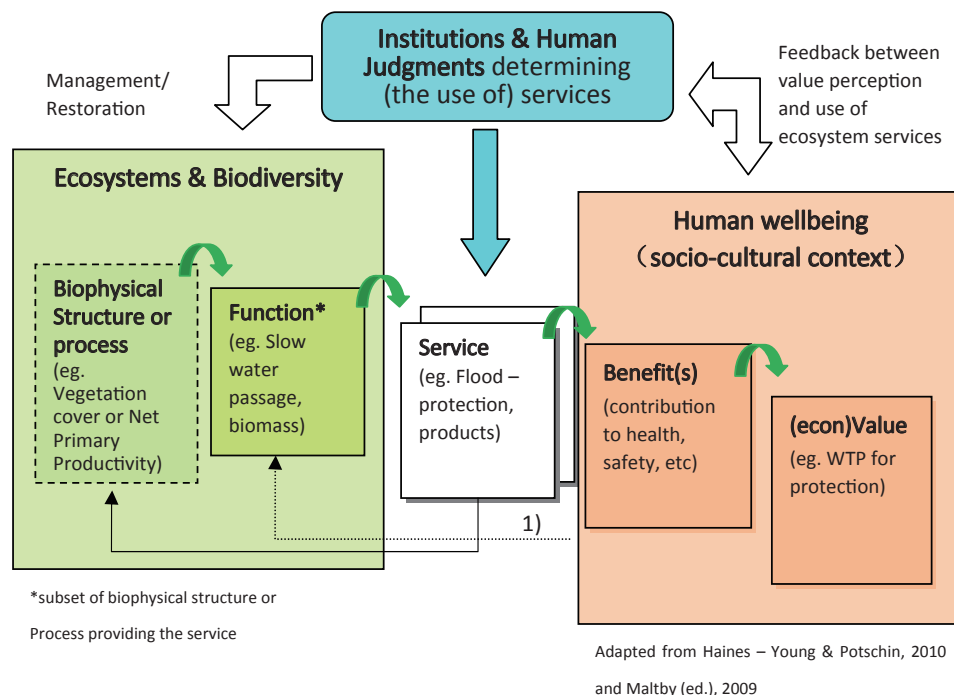 Institutions & Human
Judgments determining
(the use of) services
Management/
Restoration
Feedback between
value perception
and use of
ecosystem services
Ecosystems & Biodiversity
Human wellbeing
（socio-cultural context）
Biophysical
Structure or
process
(eg.
Vegetation
cover or Net
Primary
Productivity)
Function*
(eg. Slow
water
passage,
biomass)
Service
(eg. Flood –
protection,
products)
Benefit(s)
(contribution
to health,
safety, etc)
(econ)Value
(eg. WTP for
protection)
1)
*subset of biophysical structure or
Process providing the service
Adapted from Haines – Young & Potschin, 2010
and Maltby (ed.), 2009